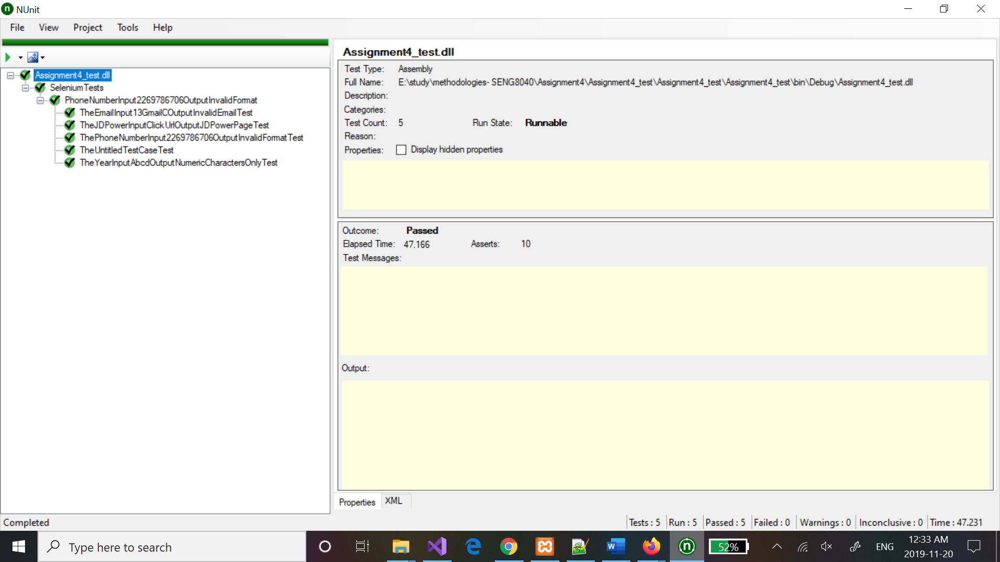 NUnit
File View Project Tools Help
Assignment4_test.dll
SeleniumTests
PhoneNumberInput2269786706OutputInvalidFormat
TheEmailInput13GmailCOutputInvalidEmailTest
TheJDPowerInputClickUrlOutputJDPowerPageTest
ThePhoneNumberInput2269786706OutputInvalidFormatTest
TheUntitledTestCaseTest
TheYearInputAbcdOutputNumericCharactersOnlyTest
Assignment4_test.dll
Test Type: Assembly
Full Name: E:\study\methodologies- SENG8040\Assignment4\Assignment4_test\Assignment4_test\Assignment4_test\bin\Debug\Assignment4_test.dll
Description:
Categories:
Test Count: 5 Run State: Runnable
Reason:
Properties: Display hidden properties
Outcome: Passed
Elapsed Time: 47.166 Asserts: 10
Test Messages:
Output:
Properties XML
Completed Tests : 5 Run : 5 Passed : 5 Failed : 0 Warnings : 0 Inconclusive : 0 Time : 47.231
Type here to search 52% ENG 12:33 AM
2019-11-20